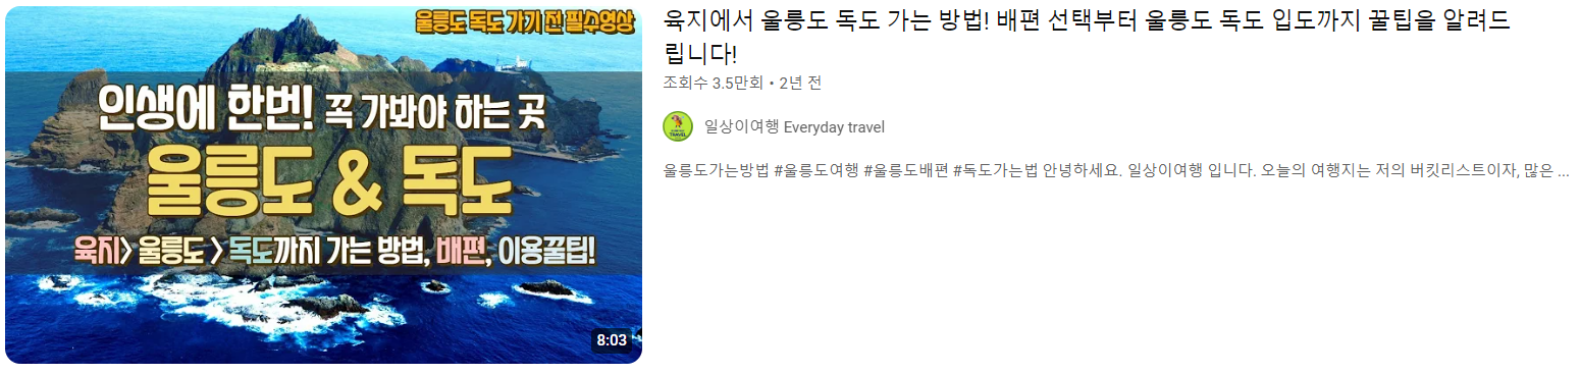 울릉도 독도 가기 전 필수영상
인생에 한번! 꼭 가봐야 하는 곳
울릉도 & 독도
육지> 울릉도 > 독도까지 가는 방법, 배편, 이용꿀팁!
8:03
육지에서 울릉도 독도 가는 방법! 배편 선택부터 울릉도 독도 입도까지 꿀팁을 알려드
립니다!
조회수 3.5만회 • 2년 전
일상이여행 Everyday travel
울릉도가는방법 #울릉도여행 #울릉도배편 #독도가는법 안녕하세요. 일상이여행 입니다. 오늘의 여행지는 저의 버킷리스트이자, 많은 ...